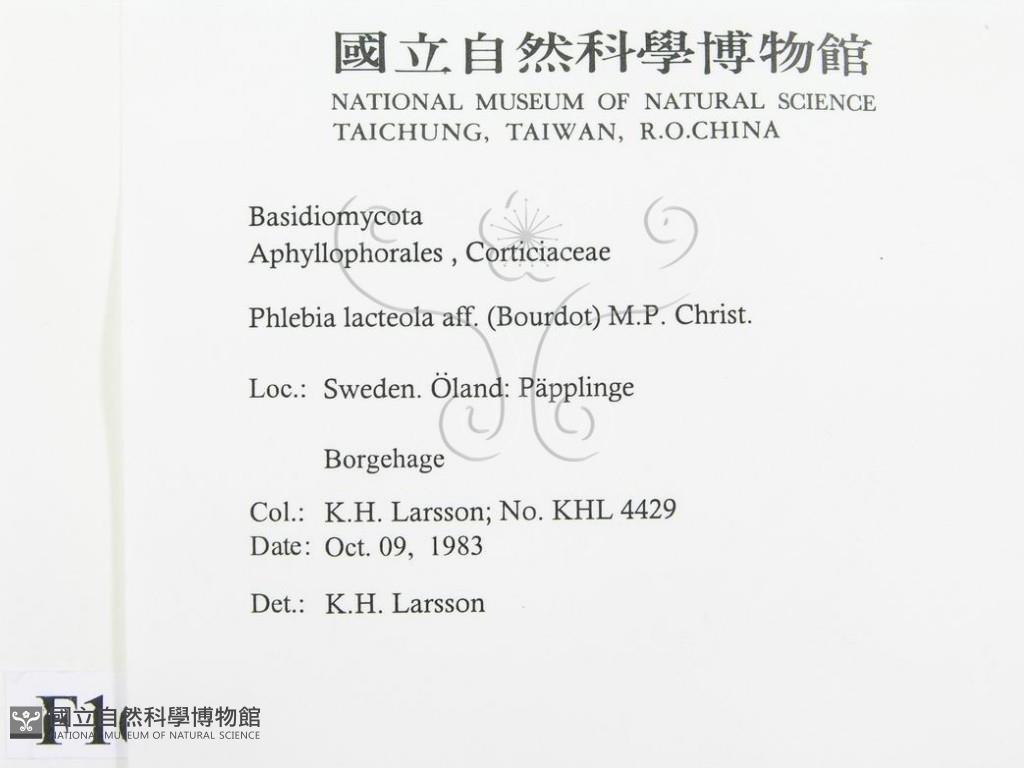 國立自然科學博物館
NATIONAL MUSEUM OF NATURAL SCIENCE
TAICHUNG, TAIWAN, R.O.CHINA
Basidiomycota
Aphyllophorales , Corticiaceae
Phlebia lacteola aff. (Bourdot) M.P. Christ.
Loc.: Sweden. Öland: Päpplinge
Borgehage
Col.: K.H. Larsson; No. KHL 4429
Date: Oct. 09, 1983
Det.: K.H. Larsson
F1
國立自然科學博物館
NATIONAL MUSEUM OF NATURAL SCIENCE